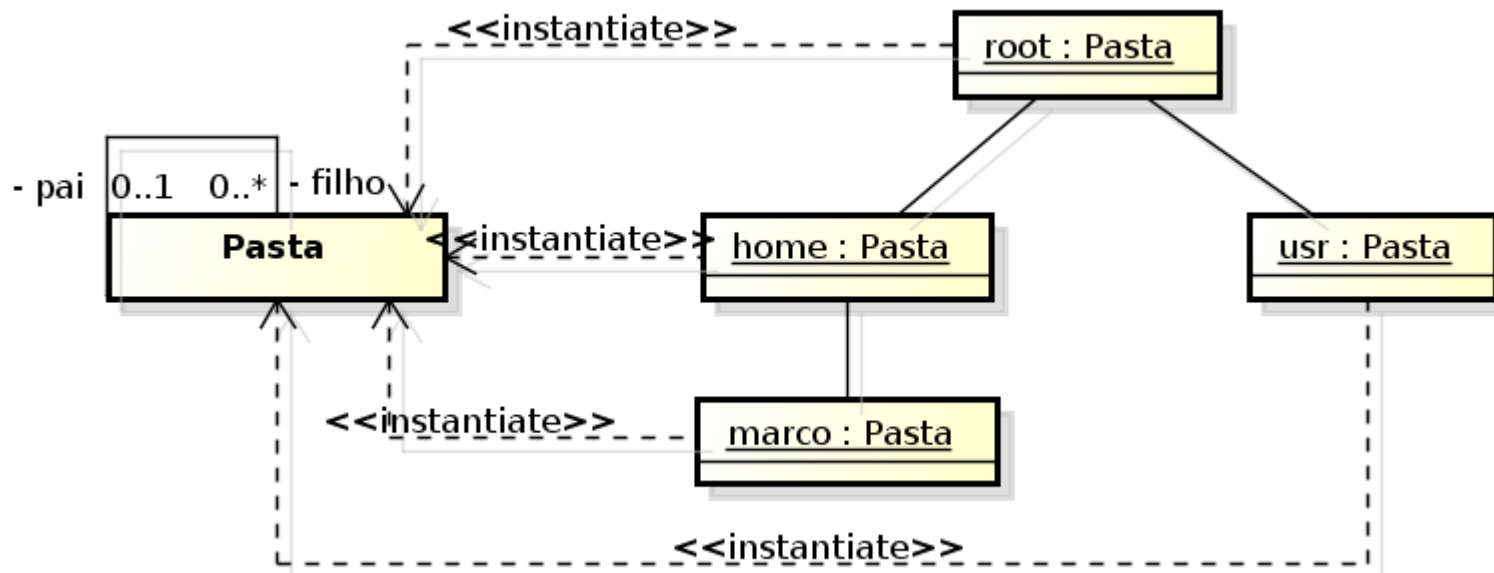 <<instantiate>>
root : Pasta
- pai 0..1 0..* - filho
Pasta
<<instantiate>>
home : Pasta
usr : Pasta
<<instantiate>>
marco : Pasta
<<instantiate>>